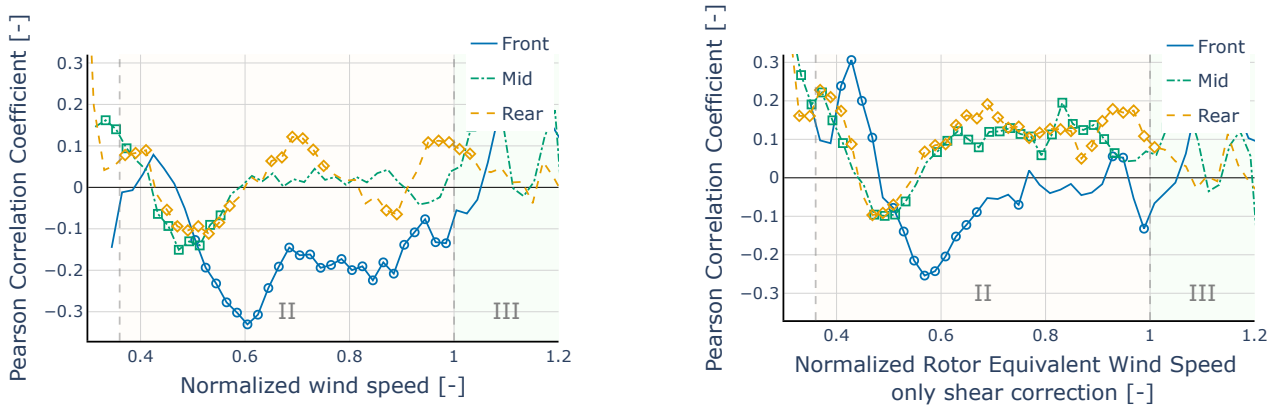 Pearson Correlation Coefficient [-]
0.3
0.2
0.1
0
−0.1
−0.2
−0.3
0.4
0.6
0.8
1
1.2
II
III
Front
Mid
Rear
Normalized wind speed [-]
Pearson Correlation Coefficient [-]
0.3
0.2
0.1
0
−0.1
−0.2
−0.3
0.4
0.6
0.8
1
1.2
II
III
Front
Mid
Rear
Normalized Rotor Equivalent Wind Speed
only shear correction [-]